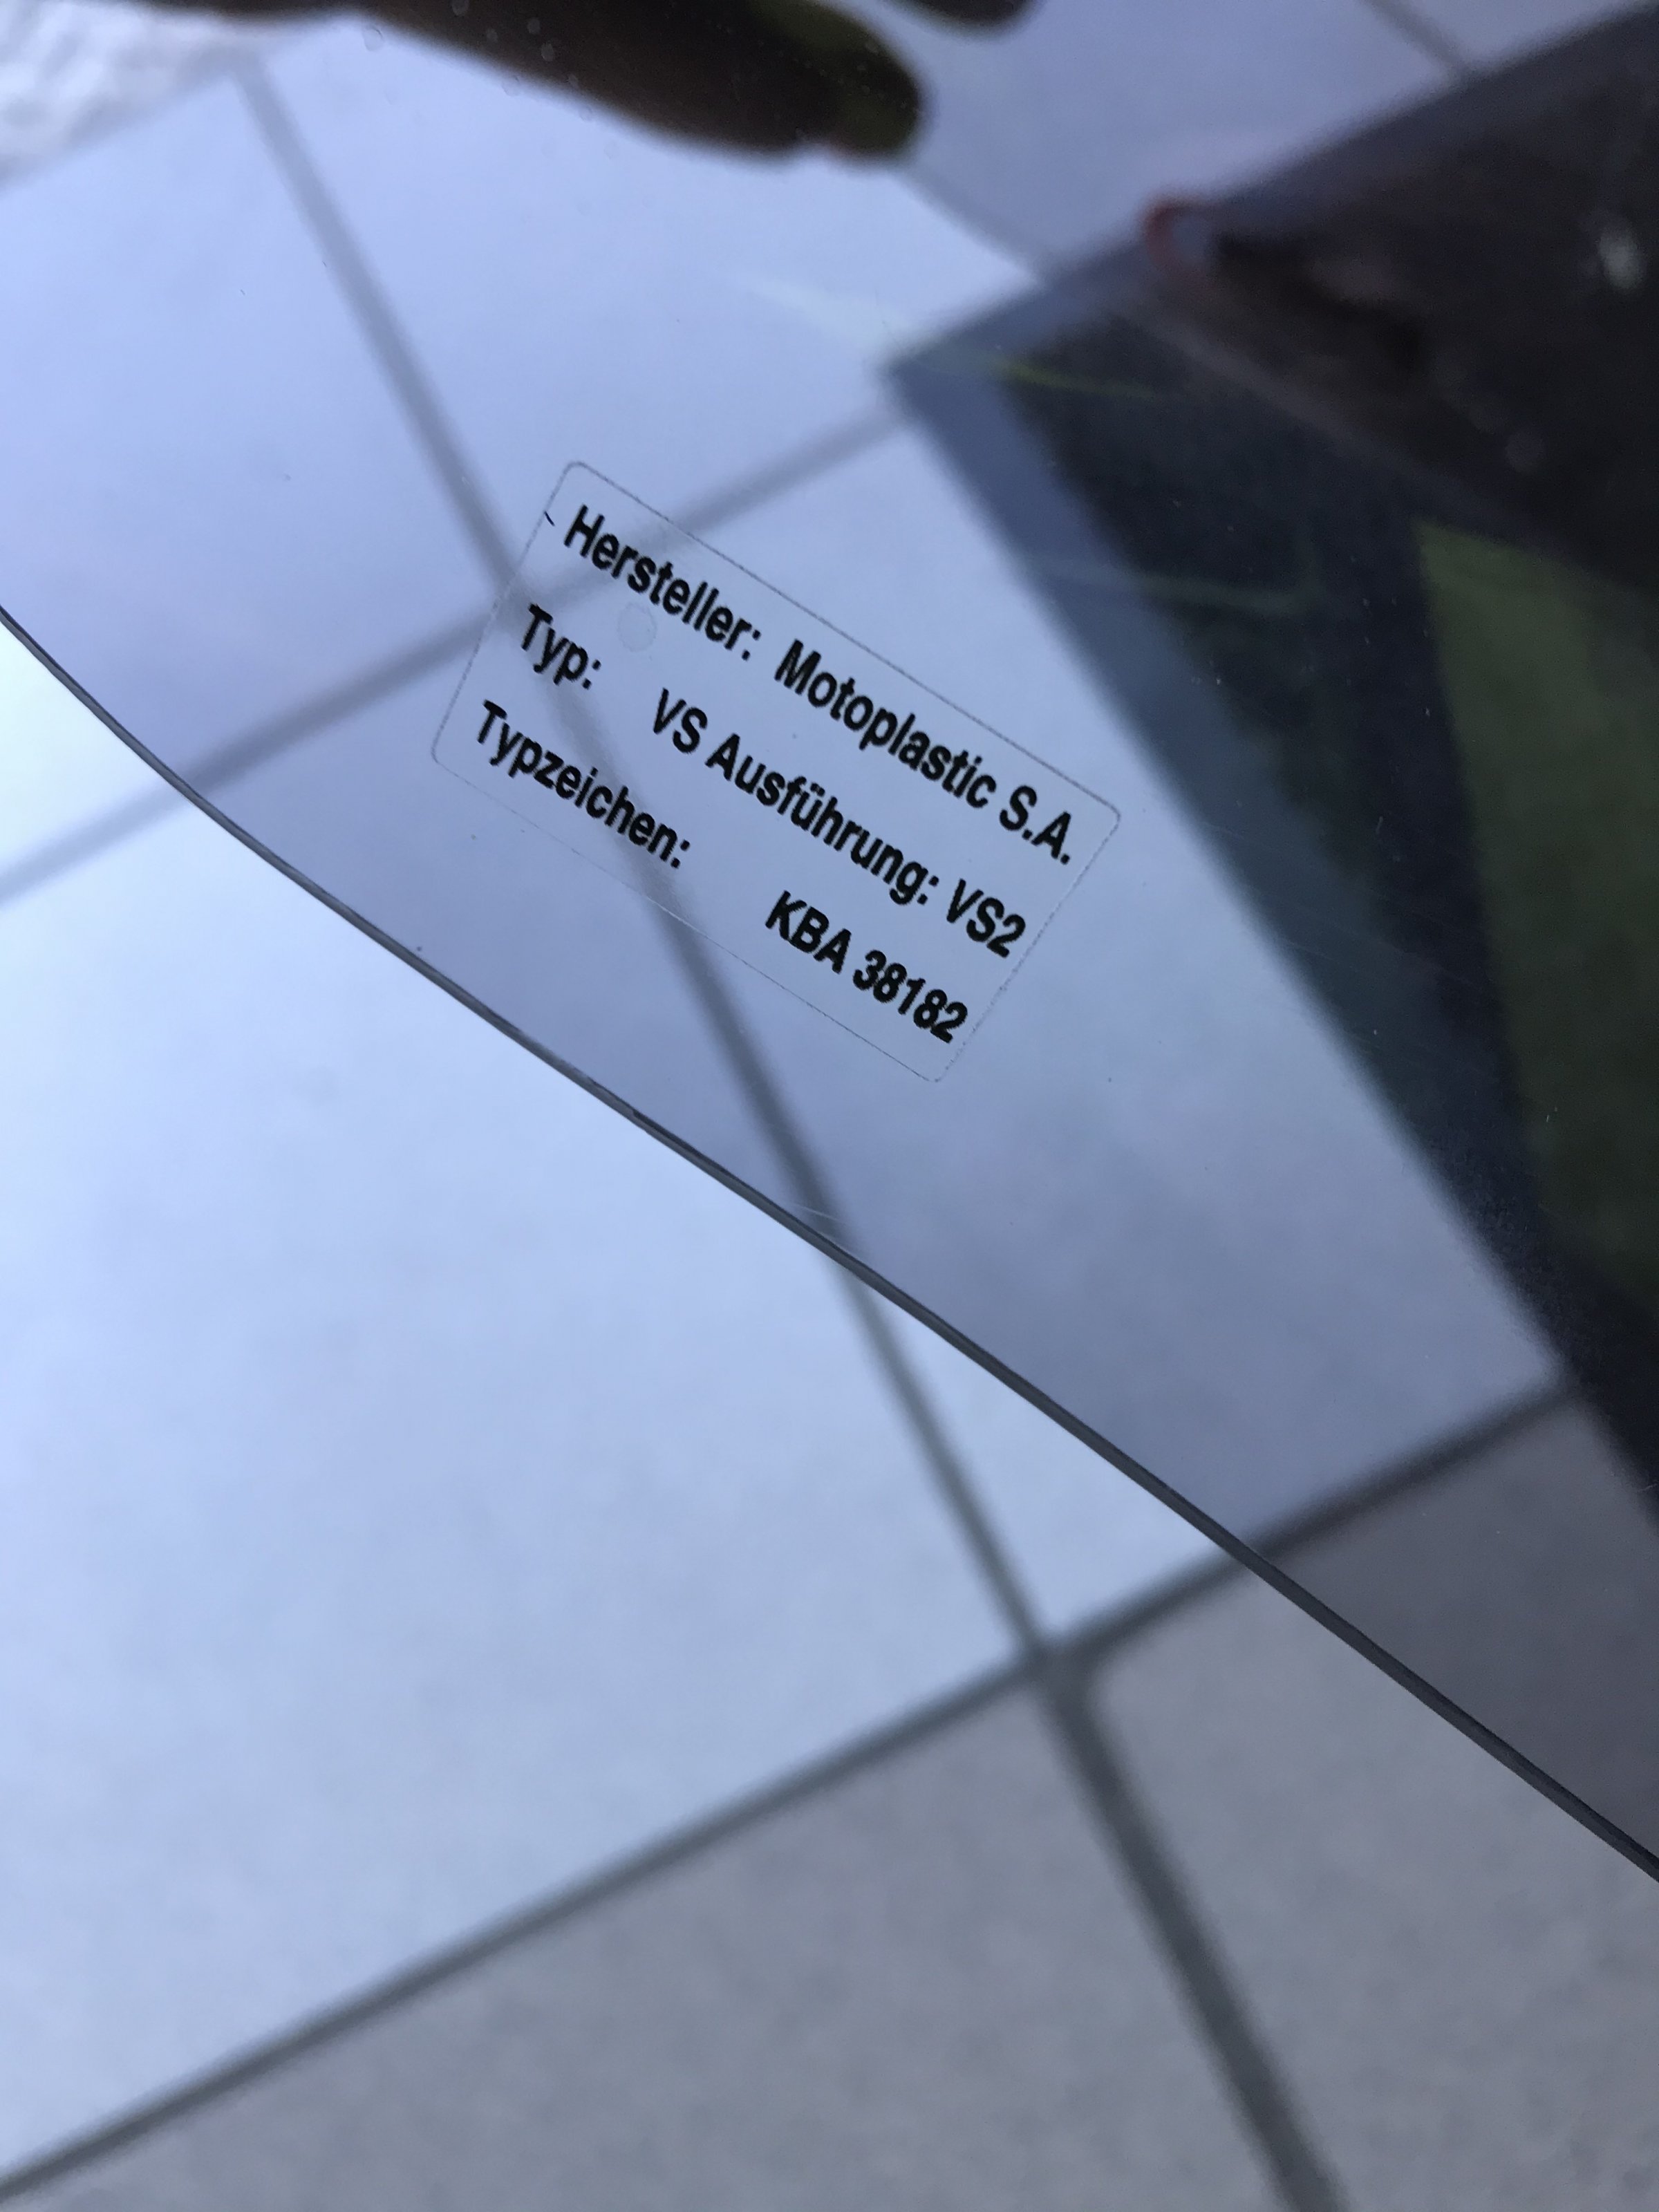 Hersteller: Motoplastic S.A.
Typ: VS Ausführung: VS2
Typzeichen: KBA 38182